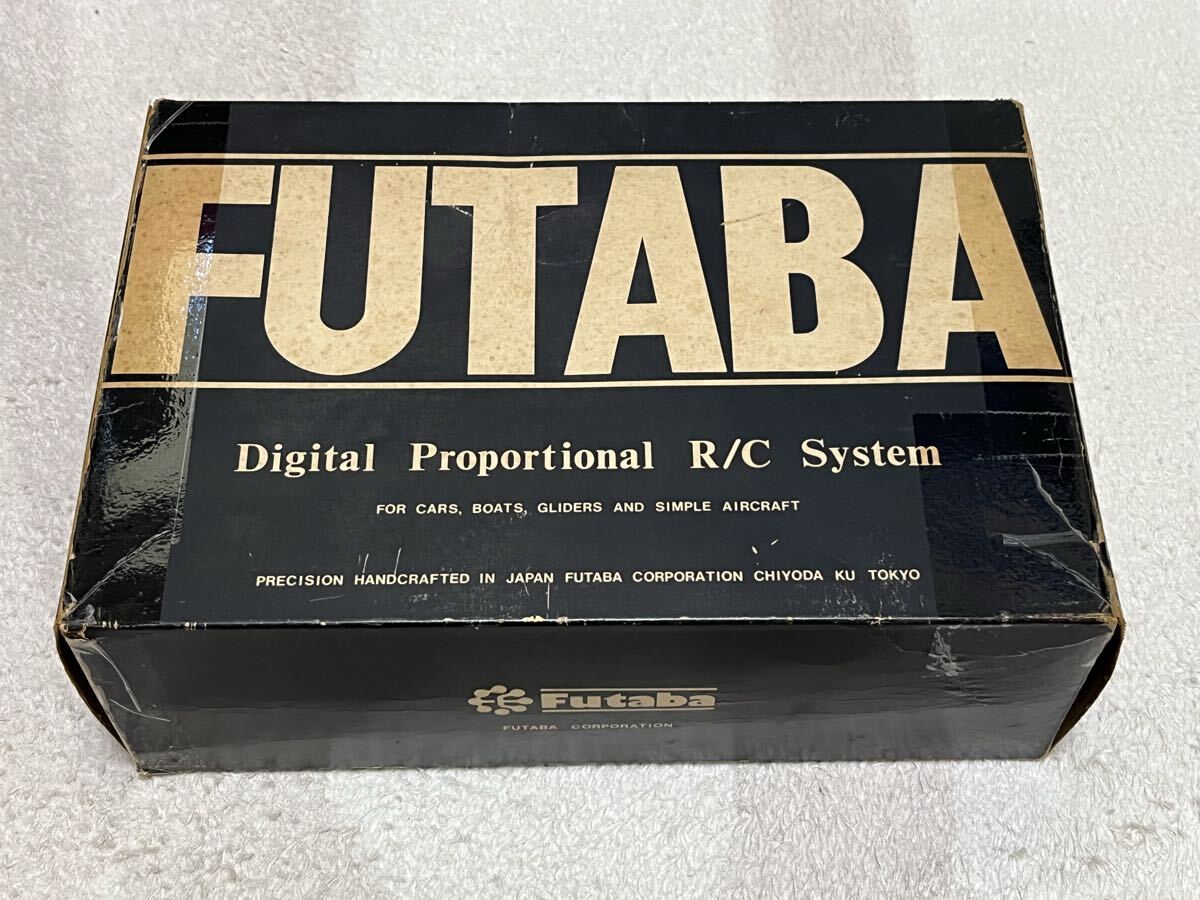 FUTABA
Digital Proportional R/C System
FOR CARS, BOATS, GLIDERS AND SIMPLE AIRCRAFT
PRECISION HANDCRAFTED IN JAPAN FUTABA CORPORATION CHIYODA KU TOKYO
Futaba
FUTABA CORPORATION